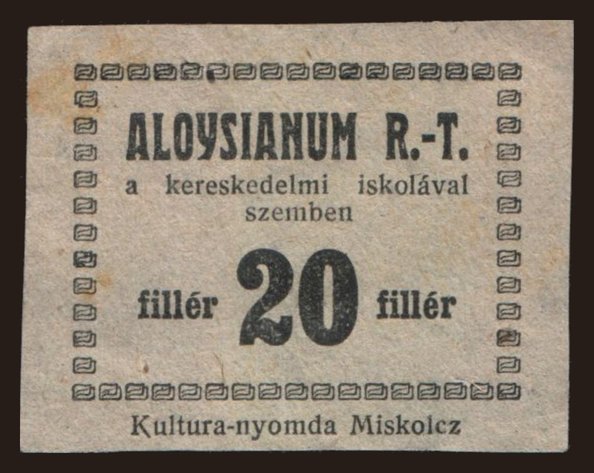 ALOYSIANUM R.-T.
a kereskedelmi iskolával
szemben
fillér 20 fillér
Kultura-nyomda Miskolcz